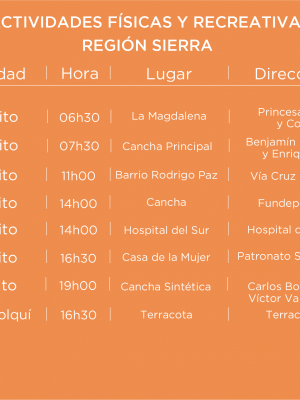 CTIVIDADES FÍSICAS Y RECREATIVA
REGIÓN SIERRA
dad Hora Lugar Direcc
ito 06h30 La Magdalena Princesa y Co
ito 07h30 Cancha Principal Benjamín y Enriq
ito 11h00 Barrio Rodrigo Paz Vía Cruz
ito 14h00 Cancha Fundep
ito 14h00 Hospital del Sur Hospital d
ito 16h30 Casa de la Mujer Patronato S
to 19h00 Cancha Sintética Carlos Bo Víctor Va
olquí 16h30 Terracota Terrac